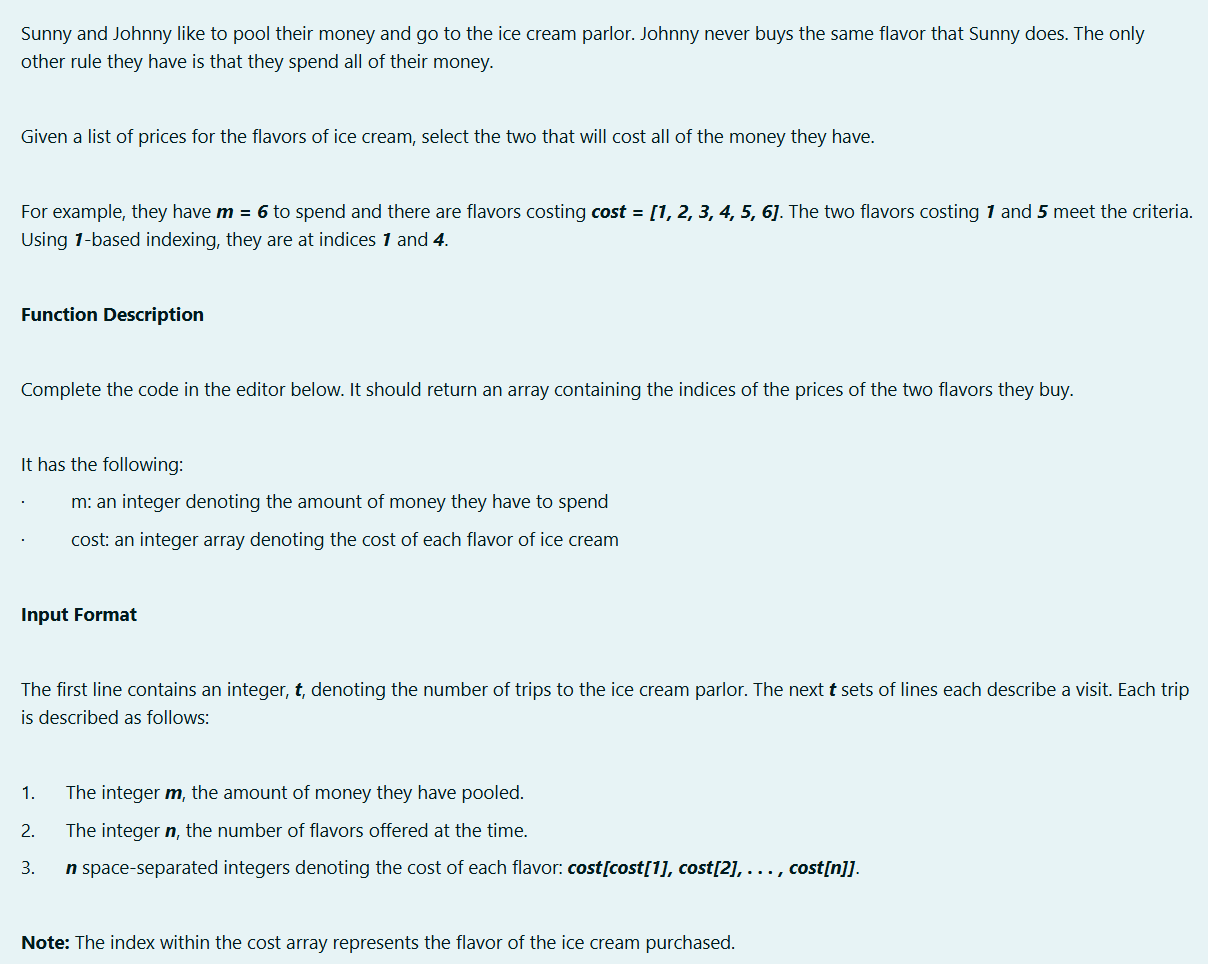 Sunny and Johnny like to pool their money and go to the ice cream parlor. Johnny never buys the same flavor that Sunny does. The only
other rule they have is that they spend all of their money.
Given a list of prices for the flavors of ice cream, select the two that will cost all of the money they have.
For example, they have m = 6 to spend and there are flavors costing cost = [1, 2, 3, 4, 5, 6]. The two flavors costing 1 and 5 meet the criteria.
Using 1-based indexing, they are at indices 1 and 4.
Function Description
Complete the code in the editor below. It should return an array containing the indices of the prices of the two flavors they buy.
It has the following:
· m: an integer denoting the amount of money they have to spend
· cost: an integer array denoting the cost of each flavor of ice cream
Input Format
The first line contains an integer, t, denoting the number of trips to the ice cream parlor. The next t sets of lines each describe a visit. Each trip
is described as follows:
1. The integer m, the amount of money they have pooled.
2. The integer n, the number of flavors offered at the time.
3. n space-separated integers denoting the cost of each flavor: cost[cost[1], cost[2], . . . , cost[n]].
Note: The index within the cost array represents the flavor of the ice cream purchased.